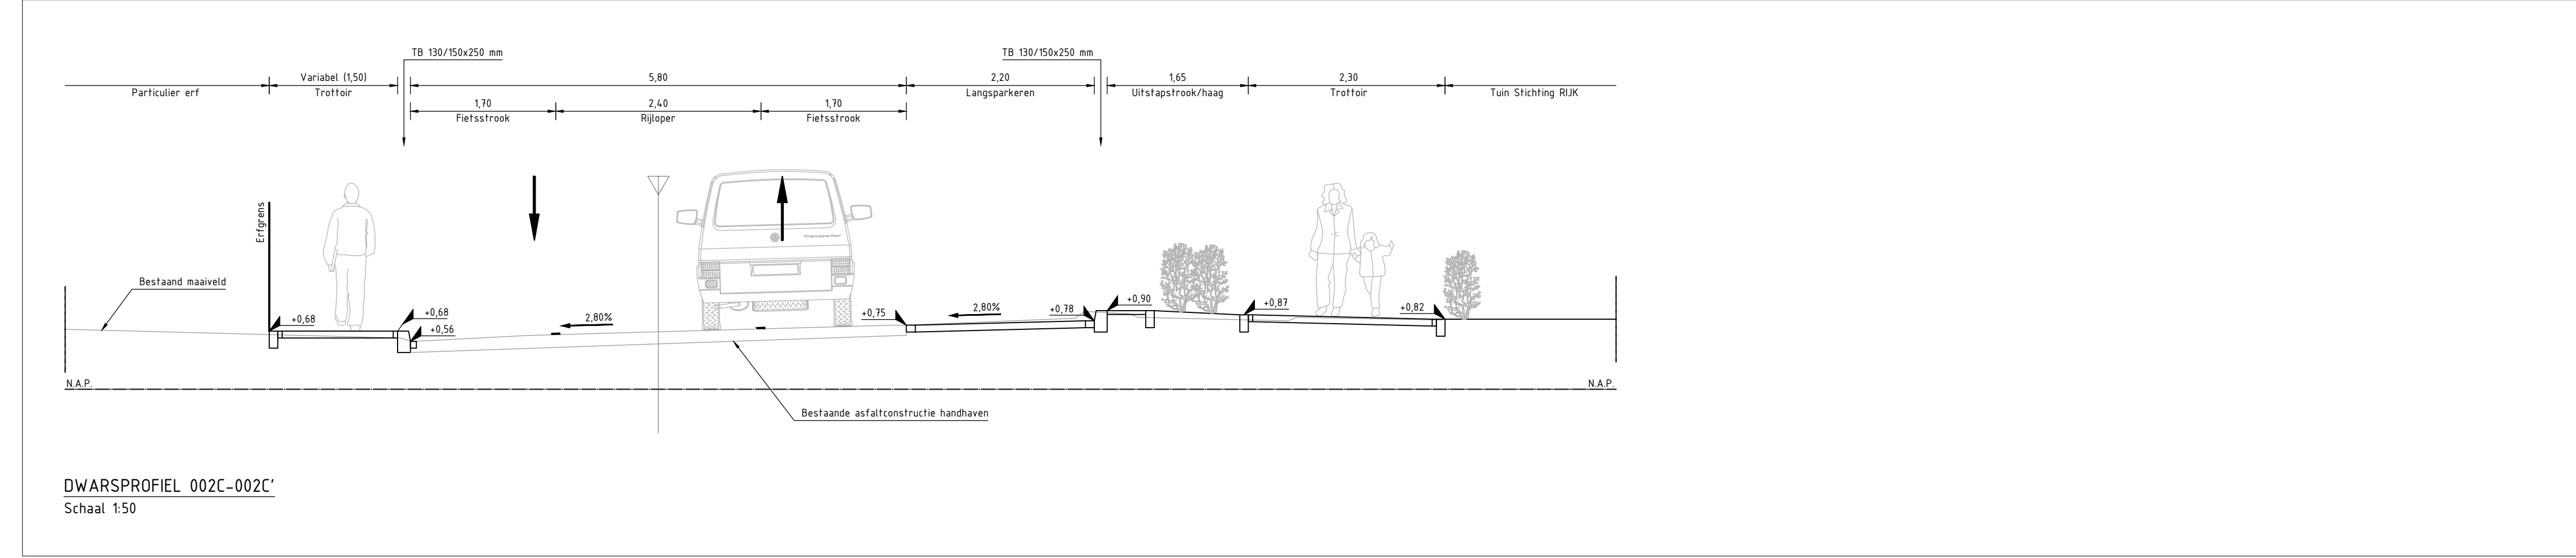 TB 130/150x250 mm
TB 130/150x250 mm
Variabel (1,50)
5,80
2,20
1,65
2,30
Particulier erf
Trottoir
Langsparkeren
Uitstapstrook/haag
Trottoir
Tuin Stichting RIJK
1,70
2,40
1,70
Fietsstrook
Rijloper
Fietsstrook
Erfgrens
Transporter
Bestaand maaiveld
+0,68
+0,68
+0,56
2,80%
+0,75
2,80%
+0,78
+0,90
+0,87
+0,82
N.A.P.
N.A.P.
Bestaande asfaltconstructie handhaven
DWARSPROFIEL 002C-002C'
Schaal 1:50